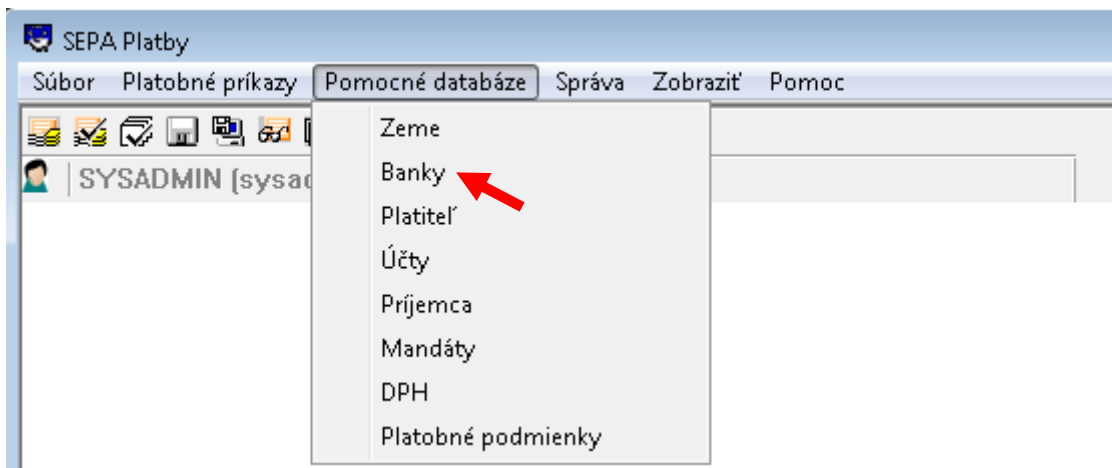 SEPA Platby
Súbor Platobné príkazy Pomocné databáze Správa Zobraziť Pomoc
SYSADMIN (sysad
Zeme
Banky
Platiteľ
Účty
Príjemca
Mandáty
DPH
Platobné podmienky